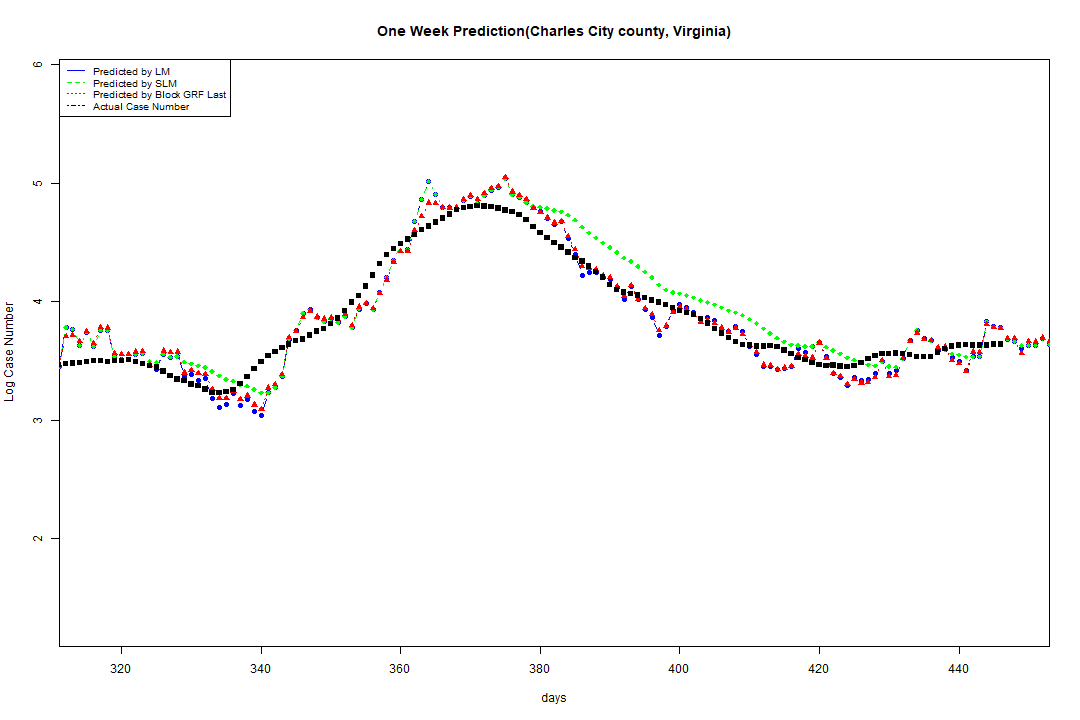 One Week Prediction(Charles City county, Virginia)
Predicted by LM
Predicted by SLM
Predicted by Block GRF Last
Actual Case Number
Log Case Number
6
5
4
3
2
320 340 360 380 400 420 440
days